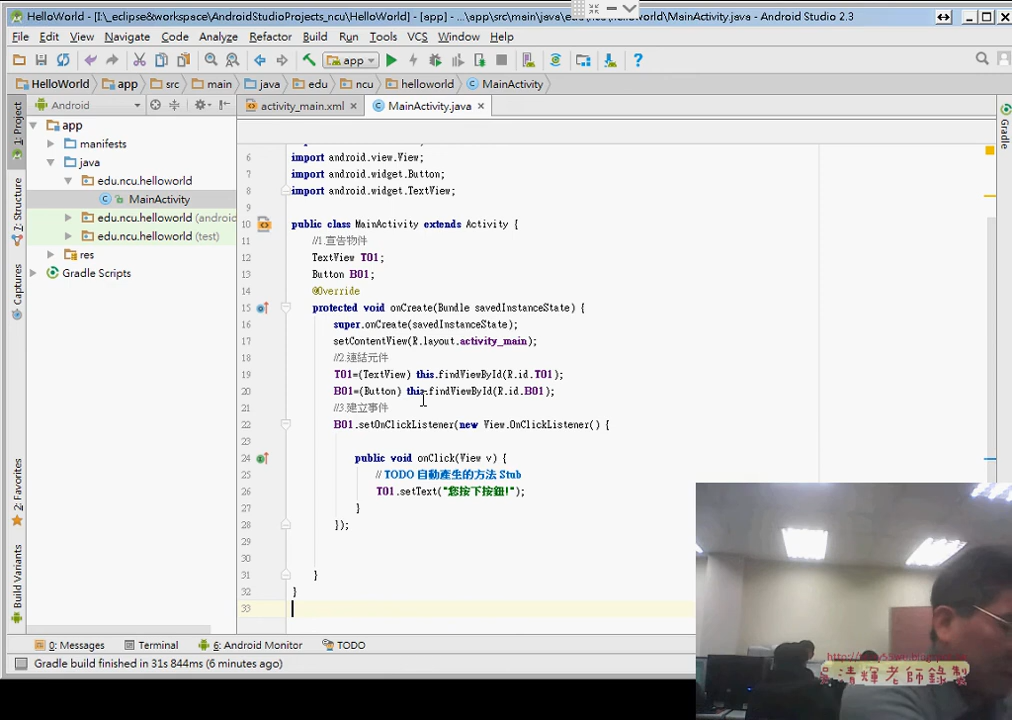 HelloWorld - [I:\_eclipse&workspace\AndroidStudioProjects_ncu\HelloWorld] - [app] - ...\app\src\main\java\edu\ncu\helloworld\MainActivity.java - Android Studio 2.3
File Edit View Navigate Code Analyze Refactor Build Run Tools VCS Window Help
app
HelloWorld app src main java edu ncu helloworld MainActivity
Android
activity_main.xml MainActivity.java
1: Project
7: Structure
Captures
2: Favorites
Build Variants
Gradle
app
manifests
java
edu.ncu.helloworld
MainActivity
edu.ncu.helloworld (android
edu.ncu.helloworld (test)
res
Gradle Scripts
6 import android.view.View;
7 import android.widget.Button;
8 import android.widget.TextView;
9
10 public class MainActivity extends Activity {
11 //1.宣告物件
12 TextView T01;
13 Button B01;
14 @Override
15 protected void onCreate(Bundle savedInstanceState) {
16 super.onCreate(savedInstanceState);
17 setContentView(R.layout.activity_main);
18 //2.連結元件
19 T01=(TextView) this.findViewById(R.id.T01);
20 B01=(Button) this.findViewById(R.id.B01);
21 //3.建立事件
22 B01.setOnClickListener(new View.OnClickListener() {
23
24 public void onClick(View v) {
25 // TODO 自動產生的方法 Stub
26 T01.setText("您按下按鈕!");
27 }
28 });
29
30
31 }
32 }
33
0: Messages Terminal 6: Android Monitor TODO
Gradle build finished in 31s 844ms (6 minutes ago)
吳清輝老師錄製